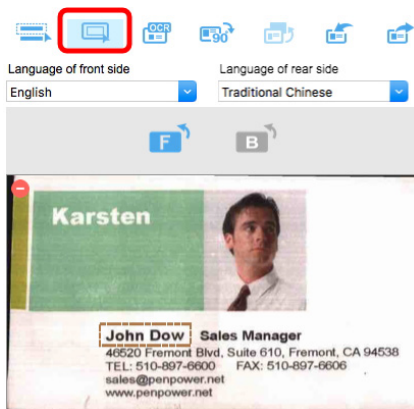 OCR
90°
Language of front side Language of rear side
English Traditional Chinese
F B
Karsten
John Dow Sales Manager
46520 Fremont Blvd, Suite 610, Fremont, CA 94538
TEL: 510-897-6600 FAX: 510-897-6606
sales@penpower.net
www.penpower.net